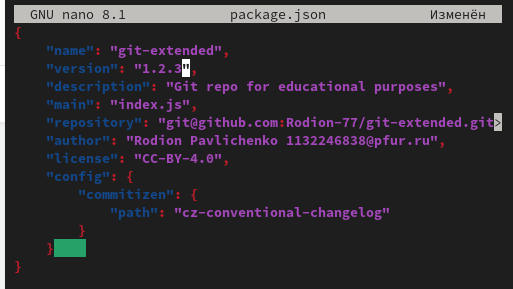 GNU nano 8.1 package.json Изменён
{
    "name": "git-extended",
    "version": "1.2.3",
    "description": "Git repo for educational purposes",
    "main": "index.js",
    "repository": "git@github.com:Rodion-77/git-extended.git>
    "author": "Rodion Pavlichenko 1132246838@pfur.ru",
    "license": "CC-BY-4.0",
    "config": {
        "commitizen": {
            "path": "cz-conventional-changelog"
        }
    }
}